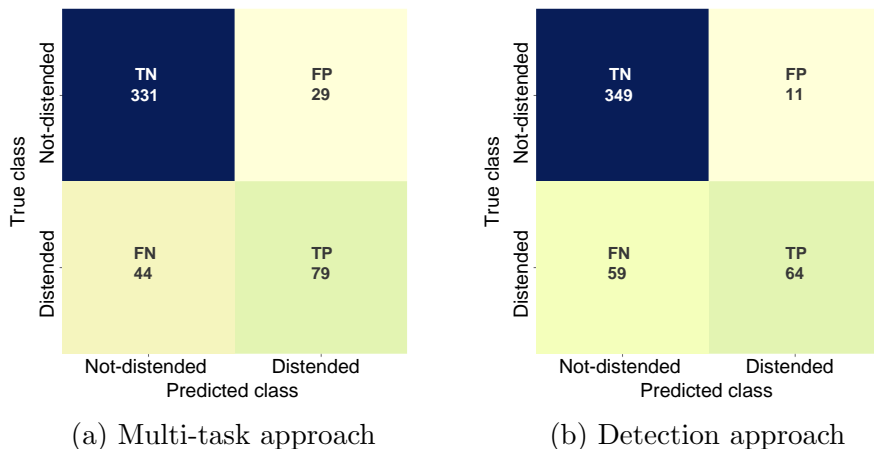 True class
Not-distended
Distended
TN
331
FP
29
FN
44
TP
79
Not-distended
Distended
Predicted class
(a) Multi-task approach
True class
Not-distended
Distended
TN
349
FP
11
FN
59
TP
64
Not-distended
Distended
Predicted class
(b) Detection approach